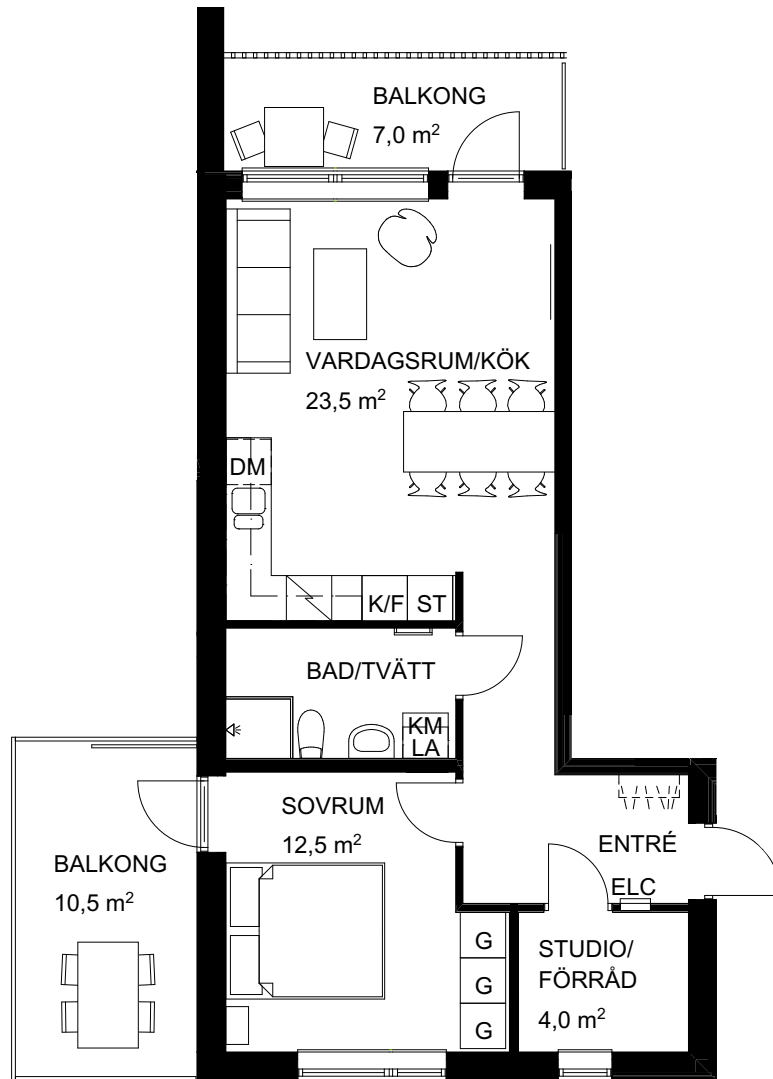 BALKONG
7,0 m²
VARDAGSRUM/KÖK
23,5 m²
DM
K/F ST
BAD/TVÄTT
KM
LA
SOVRUM
12,5 m²
BALKONG
10,5 m²
ENTRÉ
ELC
G
G
G
STUDIO/
FÖRRÅD
4,0 m²